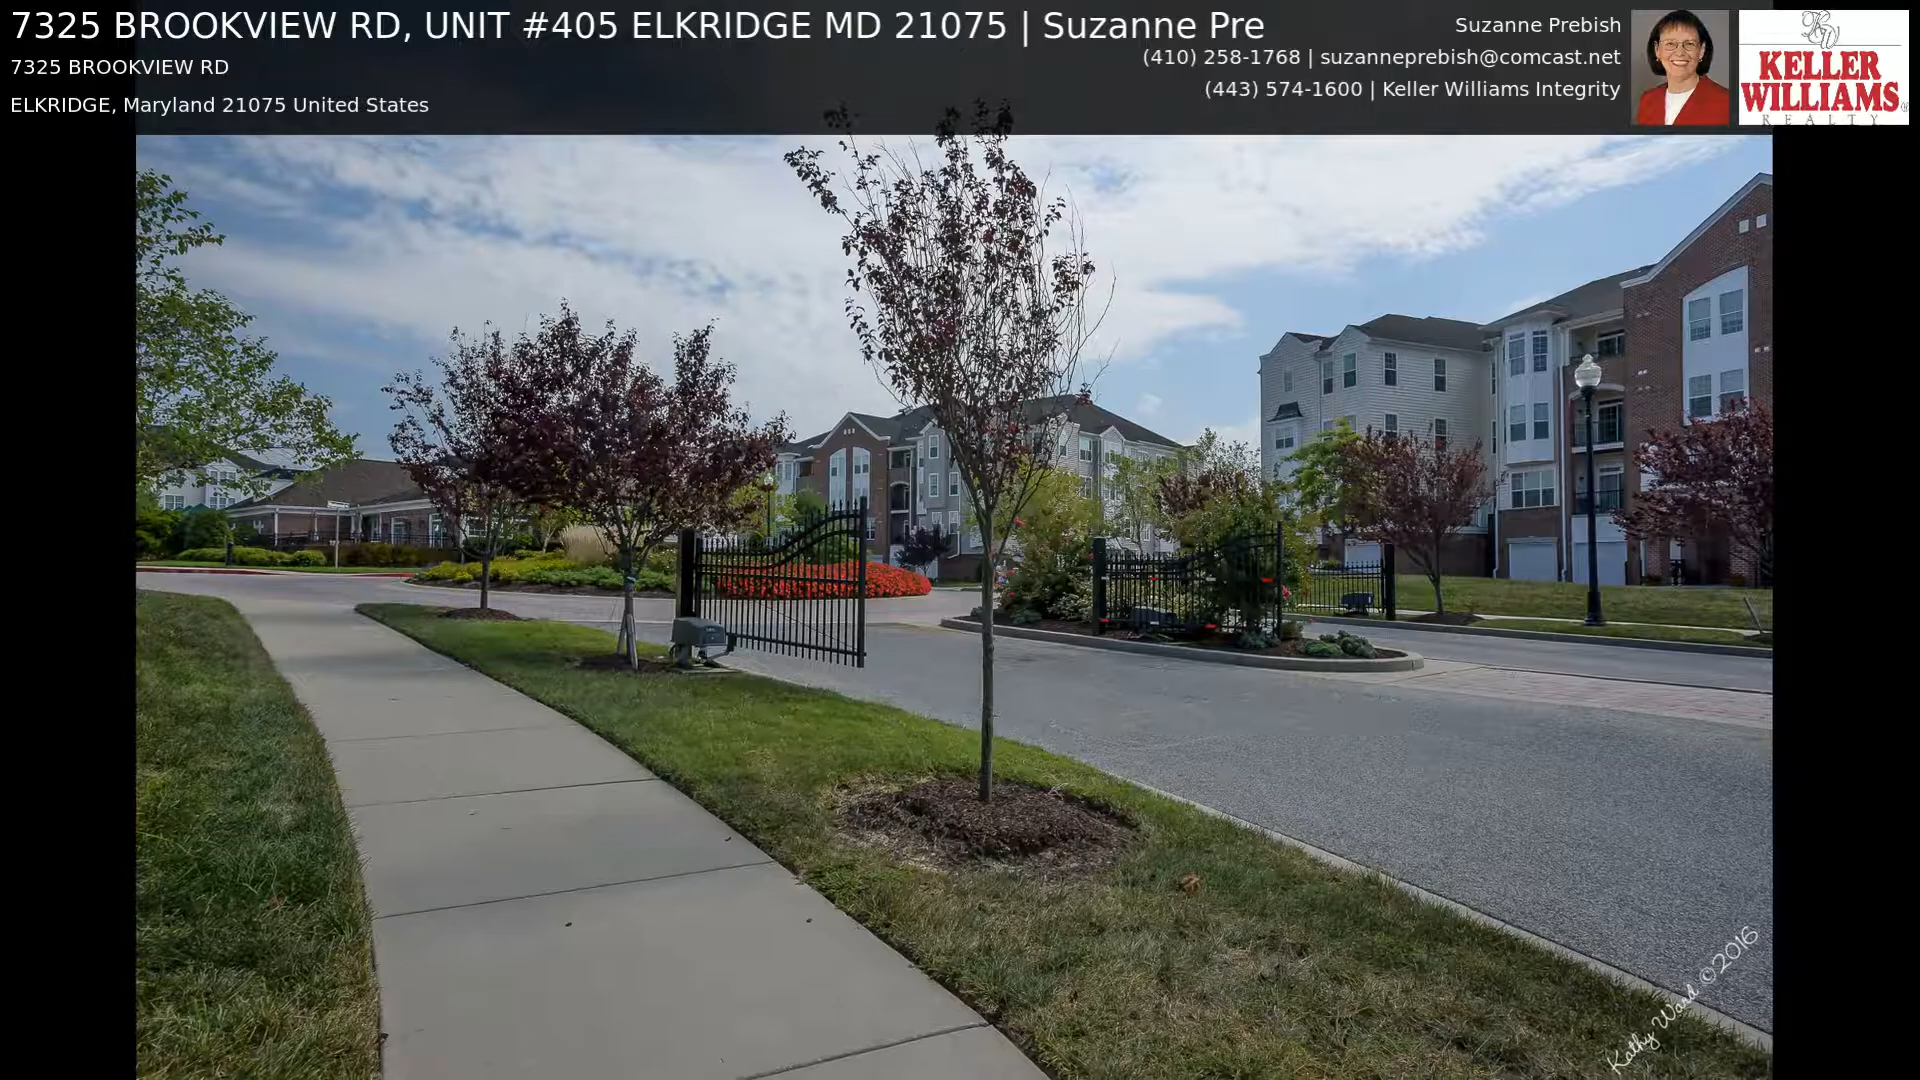 7325 BROOKVIEW RD, UNIT #405 ELKRIDGE MD 21075 | Suzanne Pre
7325 BROOKVIEW RD
ELKRIDGE, Maryland 21075 United States
Suzanne Prebish
(410) 258-1768 | suzanneprebish@comcast.net
(443) 574-1600 | Keller Williams Integrity
KW
KELLER
WILLIAMS
REALTY
Kathy Ward ©2016